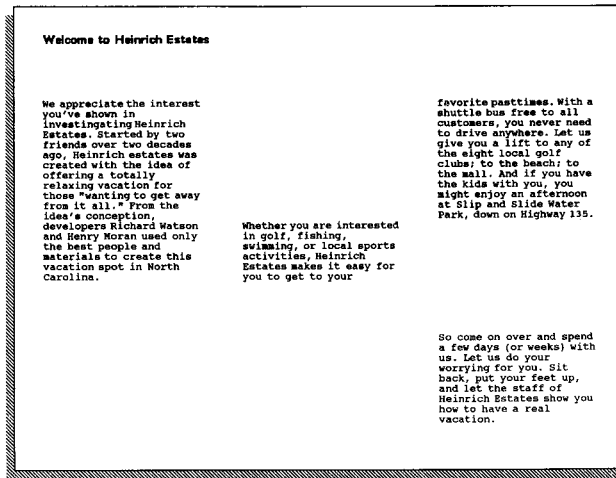 Welcome to Heinrich Estates
We appreciate the interest
you've shown in
investingating Heinrich
Estates. Started by two
friends over two decades
ago, Heinrich estates was
created with the idea of
offering a totally
relaxing vacation for
those "wanting to get away
from it all." From the
idea's conception,
developers Richard Watson
and Henry Moran used only
the best people and
materials to create this
vacation spot in North
Carolina.
Whether you are interested
in golf, fishing,
swimming, or local sports
activities, Heinrich
Estates makes it easy for
you to get to your
favorite pasttimes. With a
shuttle bus free to all
customers, you never need
to drive anywhere. Let us
give you a lift to any of
the eight local golf
clubs; to the beach; to
the mall. And if you have
the kids with you, you
might enjoy an afternoon
at Slip and Slide Water
Park, down on Highway 135.
So come on over and spend
a few days (or weeks) with
us. Let us do your
worrying for you. Sit
back, put your feet up,
and let the staff of
Heinrich Estates show you
how to have a real
vacation.